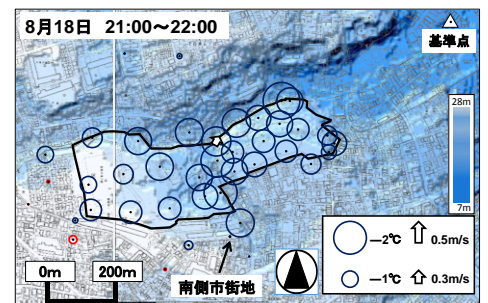 8月18日 21:00～22:00
基準点
28m
7m
―2℃ 0.5m/s
―1℃ 0.3m/s
0m 200m
南側市街地